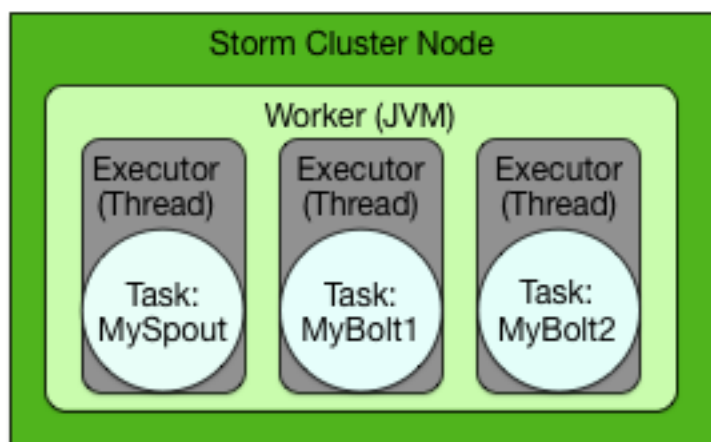 Storm Cluster Node
Worker (JVM)
Executor
(Thread)
Task:
MySpout
Executor
(Thread)
Task:
MyBolt1
Executor
(Thread)
Task:
MyBolt2